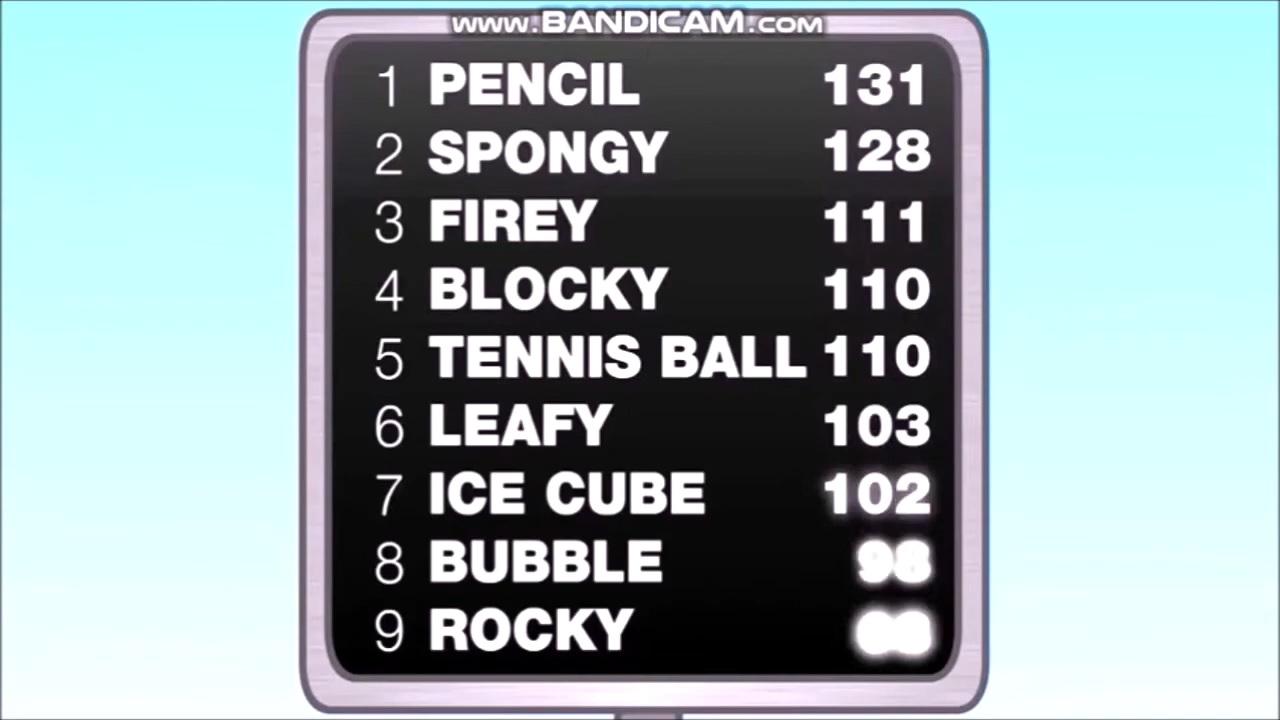 www.BANDICAM.com
1 PENCIL 131
2 SPONGY 128
3 FIREY 111
4 BLOCKY 110
5 TENNIS BALL 110
6 LEAFY 103
7 ICE CUBE 102
8 BUBBLE 98
9 ROCKY